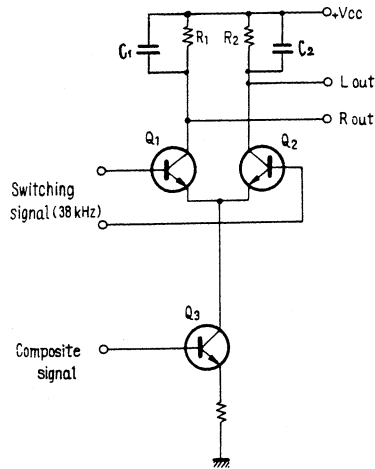 +Vcc
C1
R1
R2
C2
L out
R out
Q1
Q2
Switching
signal (38 kHz)
Q3
Composite
signal